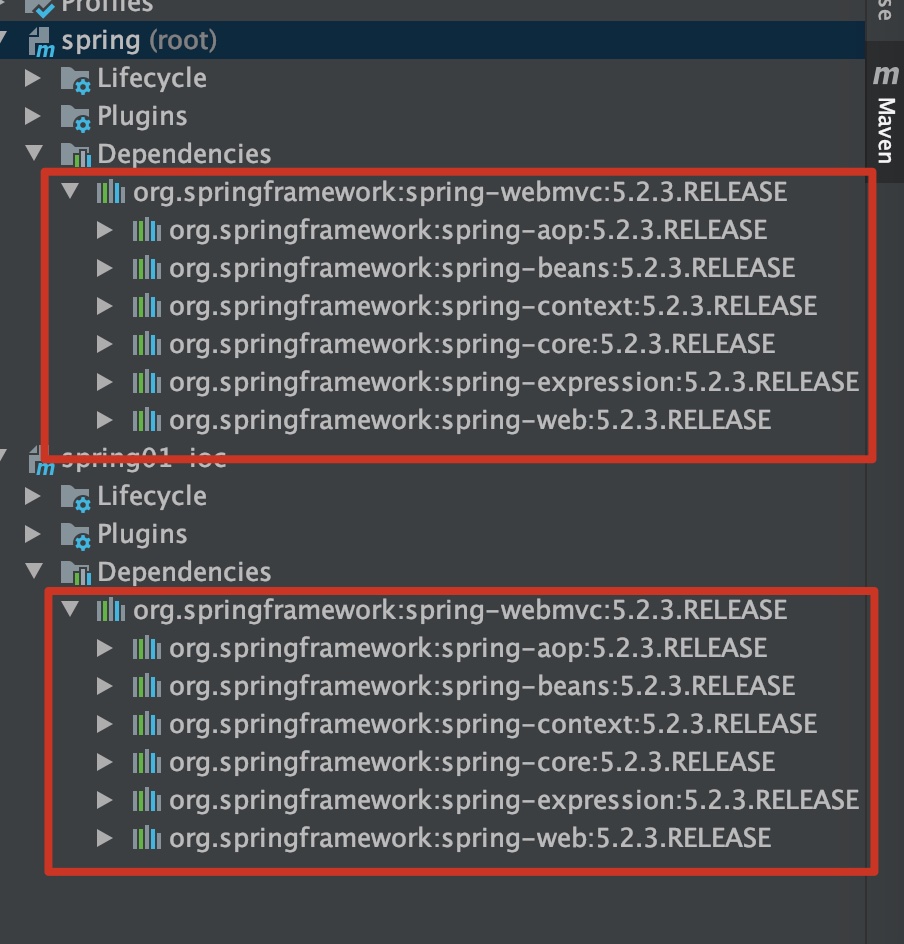 Profiles
spring (root)
Lifecycle
Plugins
Dependencies
org.springframework:spring-webmvc:5.2.3.RELEASE
org.springframework:spring-aop:5.2.3.RELEASE
org.springframework:spring-beans:5.2.3.RELEASE
org.springframework:spring-context:5.2.3.RELEASE
org.springframework:spring-core:5.2.3.RELEASE
org.springframework:spring-expression:5.2.3.RELEASE
org.springframework:spring-web:5.2.3.RELEASE
spring01-ioc
Lifecycle
Plugins
Dependencies
org.springframework:spring-webmvc:5.2.3.RELEASE
org.springframework:spring-aop:5.2.3.RELEASE
org.springframework:spring-beans:5.2.3.RELEASE
org.springframework:spring-context:5.2.3.RELEASE
org.springframework:spring-core:5.2.3.RELEASE
org.springframework:spring-expression:5.2.3.RELEASE
org.springframework:spring-web:5.2.3.RELEASE
se
m Maven